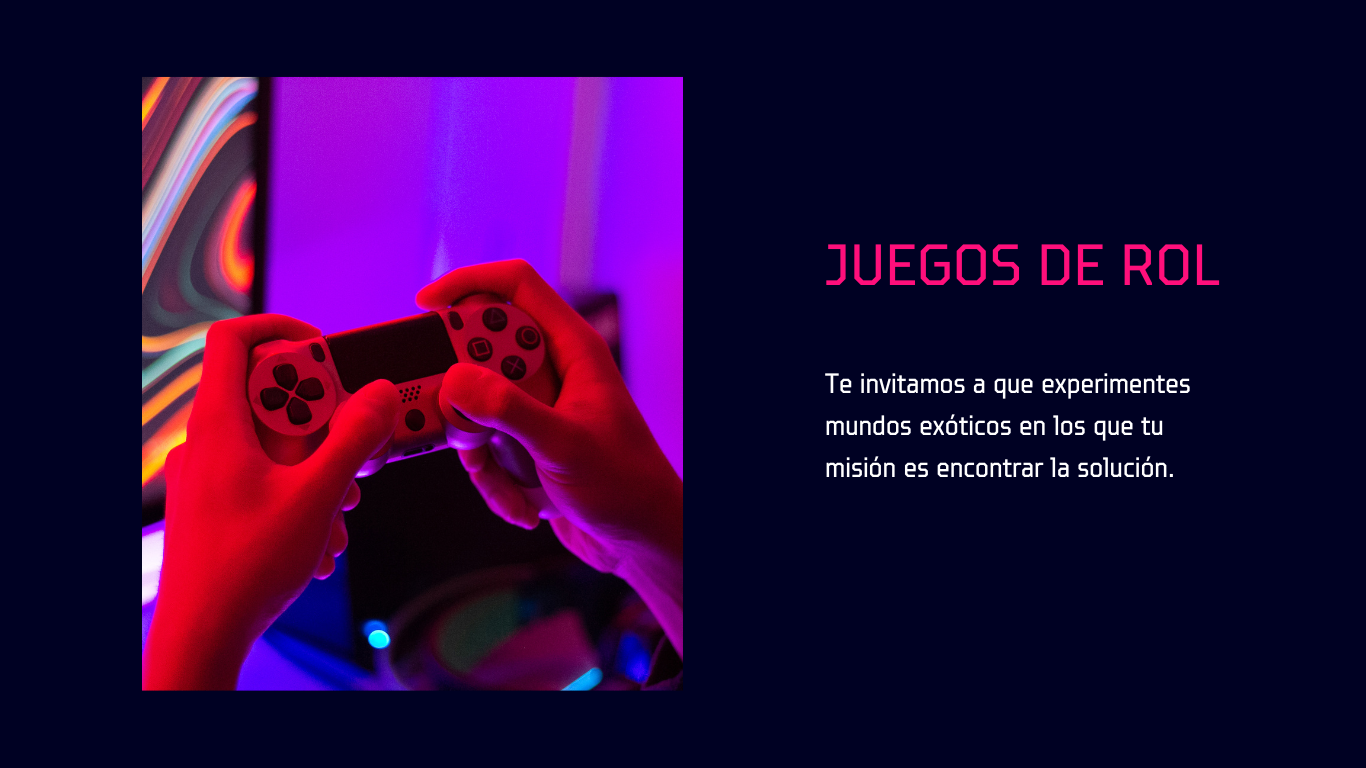 JUEGOS DE ROL
Te invitamos a que experimentes
mundos exóticos en los que tu
misión es encontrar la solución.